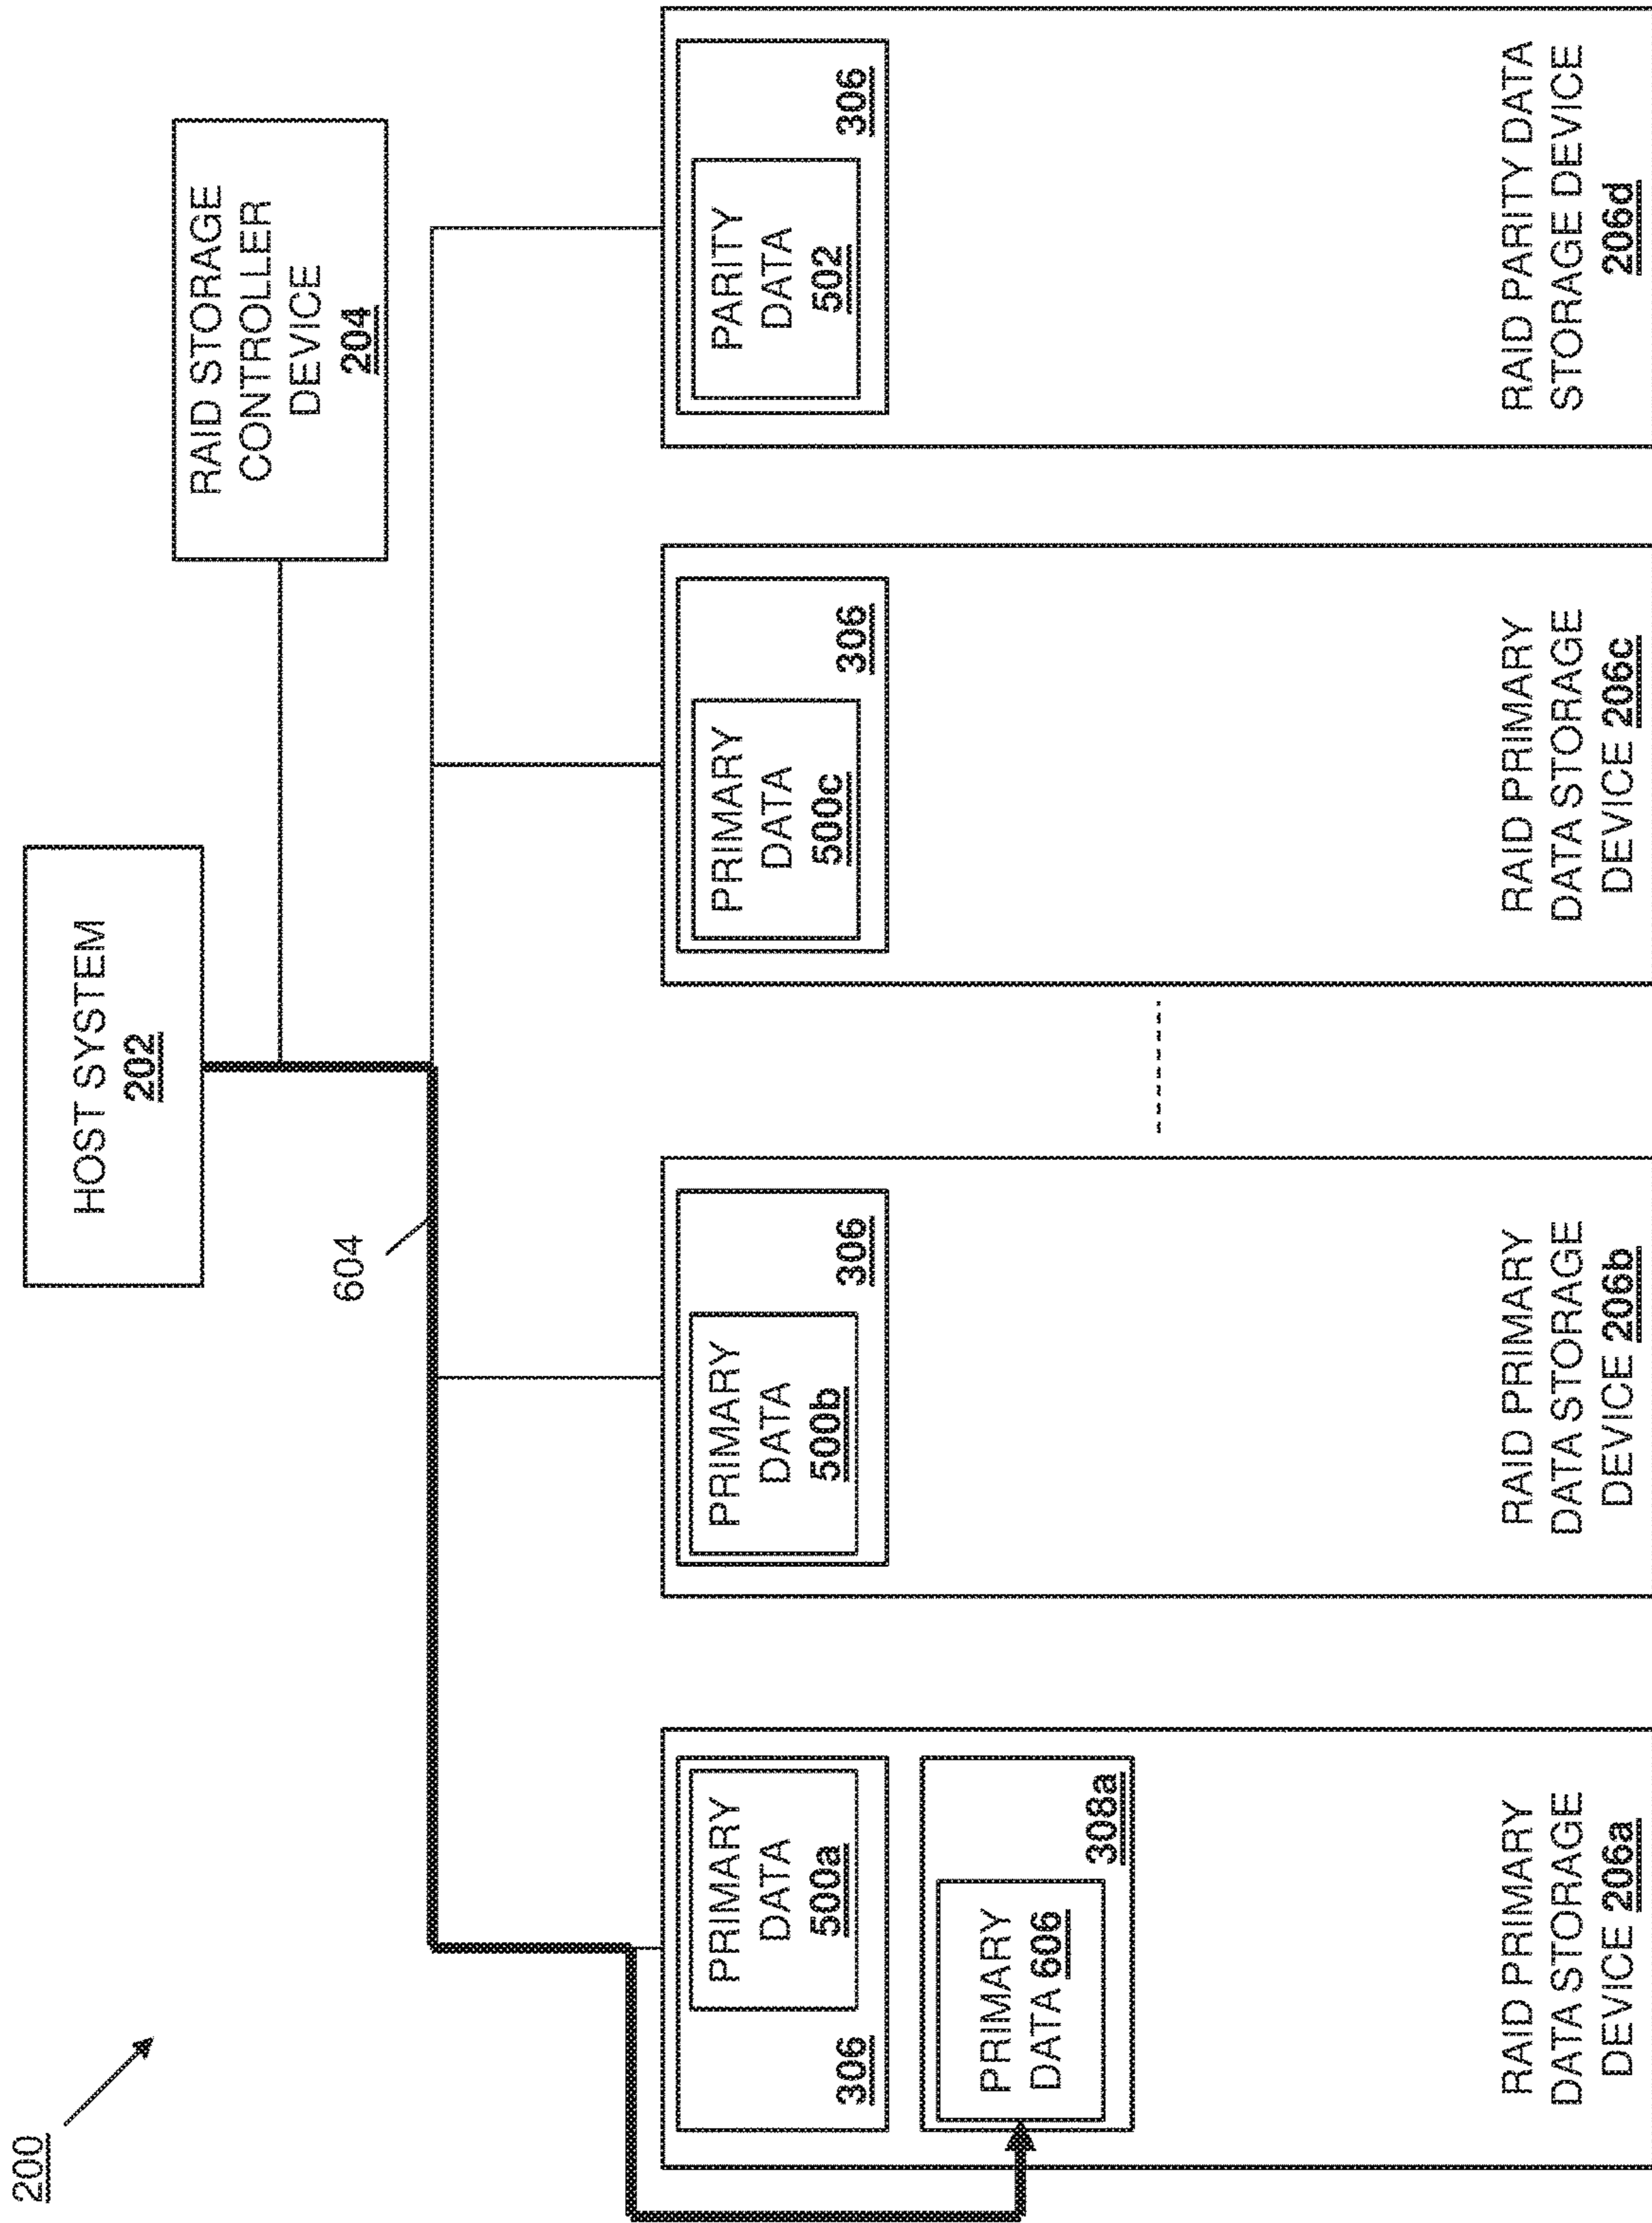 200
HOST SYSTEM
202
RAID STORAGE
CONTROLLER
DEVICE
204
604
PRIMARY
DATA
500a
306
PRIMARY
DATA 606
308a
RAID PRIMARY
DATA STORAGE
DEVICE 206a
PRIMARY
DATA
500b
306
RAID PRIMARY
DATA STORAGE
DEVICE 206b
PRIMARY
DATA
500c
306
RAID PRIMARY
DATA STORAGE
DEVICE 206c
PARITY
DATA
502
306
RAID PARITY DATA
STORAGE DEVICE
206d